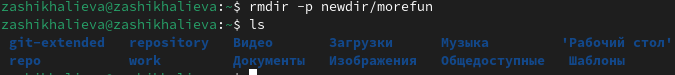 zashikhalieva@zashikhalieva:~$ rmdir -p newdir/morefun
zashikhalieva@zashikhalieva:~$ ls
git-extended repository Видео Загрузки Музыка 'Рабочий стол'
repo work Документы Изображения Общедоступные Шаблоны